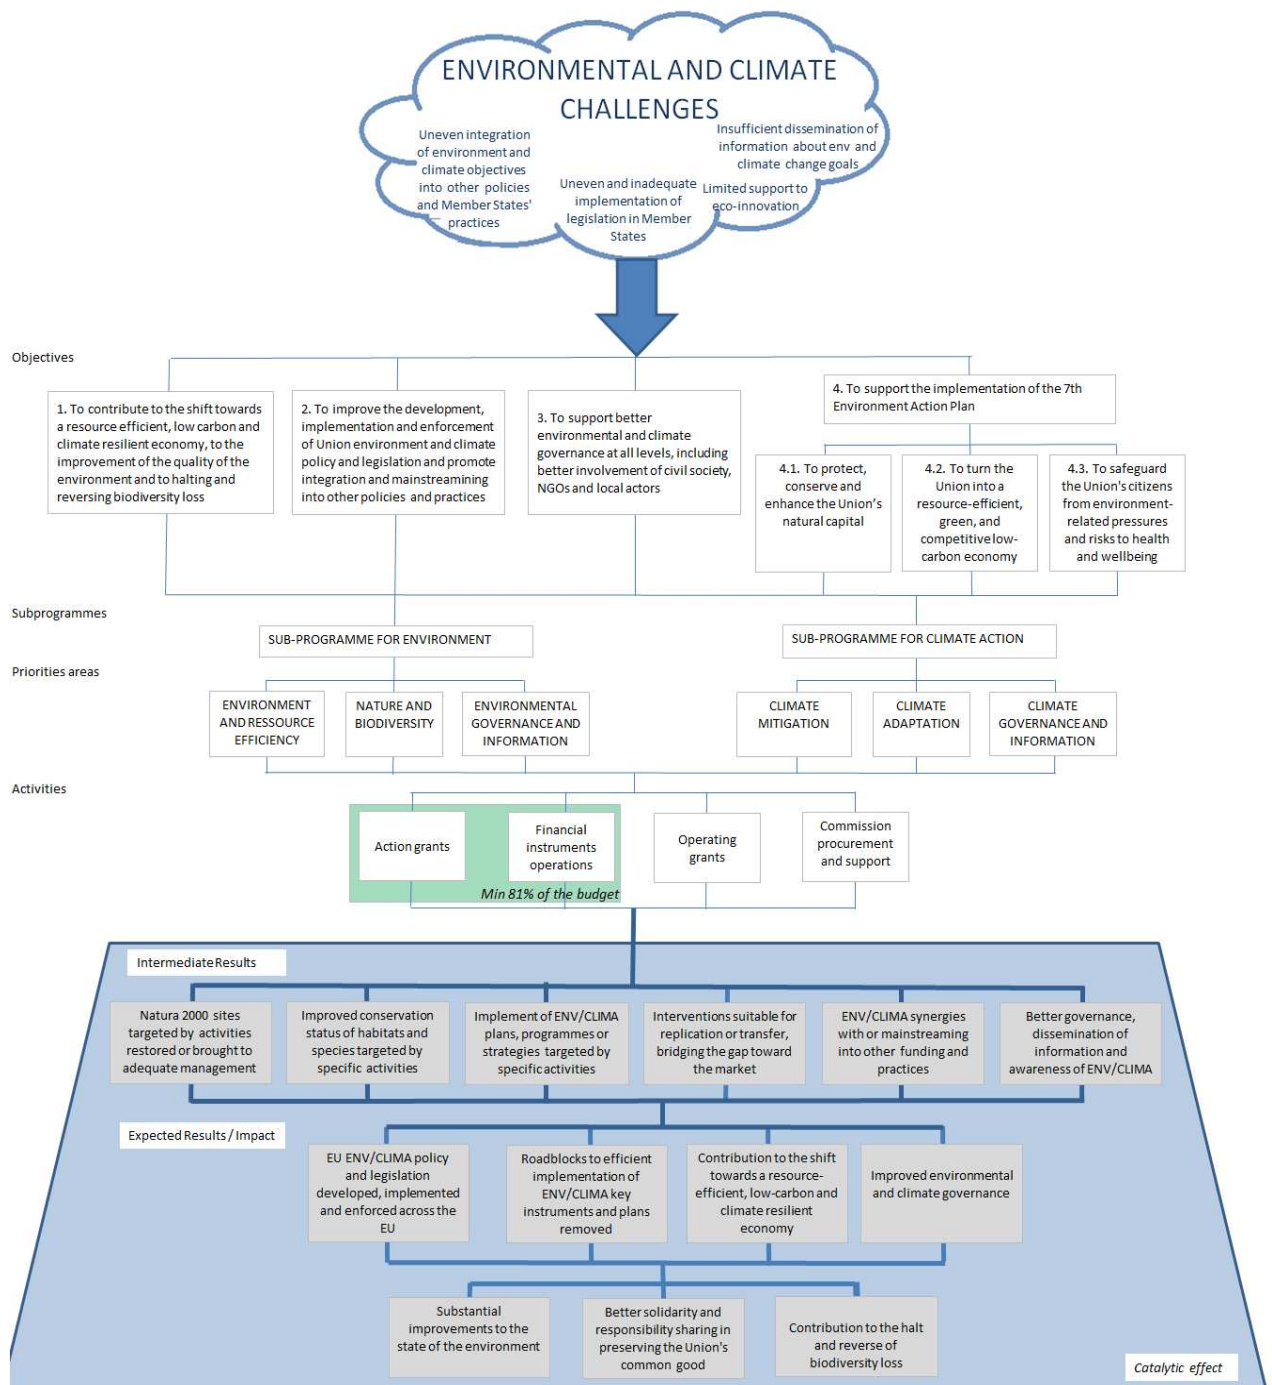 ENVIRONMENTAL AND CLIMATE
CHALLENGES
Uneven integration
of environment and
climate objectives
into other policies
and Member States'
practices
Uneven and inadequate
implementation of
legislation in Member
States
Insufficient dissemination of
information about env and
climate change goals
Limited support to
eco-innovation
Objectives
1. To contribute to the shift towards
a resource efficient, low carbon and
climate resilient economy, to the
improvement of the quality of the
environment and to halting and
reversing biodiversity loss
2. To improve the development,
implementation and enforcement
of Union environment and climate
policy and legislation and promote
integration and mainstreaming
into other policies and practices
3. To support better
environmental and climate
governance at all levels, including
better involvement of civil society,
NGOs and local actors
4. To support the implementation of the 7th
Environment Action Plan
4.1. To protect,
conserve and
enhance the Union's
natural capital
4.2. To turn the
Union into a
resource-efficient,
green, and
competitive low-
carbon economy
4.3. To safeguard
the Union's citizens
from environment-
related pressures
and risks to health
and wellbeing
Subprogrammes
SUB-PROGRAMME FOR ENVIRONMENT
SUB-PROGRAMME FOR CLIMATE ACTION
Priorities areas
ENVIRONMENT
AND RESSOURCE
EFFICIENCY
NATURE AND
BIODIVERSITY
ENVIRONMENTAL
GOVERNANCE AND
INFORMATION
CLIMATE
MITIGATION
CLIMATE
ADAPTATION
CLIMATE
GOVERNANCE AND
INFORMATION
Activities
Action grants
Financial
instruments
operations
Min 81% of the budget
Operating
grants
Commission
procurement
and support
Intermediate Results
Natura 2000 sites
targeted by activities
restored or brought to
adequate management
Improved conservation
status of habitats and
species targeted by
specific activities
Implement of ENV/CLIMA
plans, programmes or
strategies targeted by
specific activities
Interventions suitable for
replication or transfer,
bridging the gap toward
the market
ENV/CLIMA synergies
with or mainstreaming
into other funding and
practices
Better governance,
dissemination of
information and
awareness of ENV/CLIMA
Expected Results / Impact
EU ENV/CLIMA policy
and legislation
developed, implemented
and enforced across the
EU
Roadblocks to efficient
implementation of
ENV/CLIMA key
instruments and plans
removed
Contribution to the shift
towards a resource-
efficient, low-carbon and
climate resilient
economy
Improved environmental
and climate governance
Substantial
improvements to the
state of the environment
Better solidarity and
responsibility sharing in
preserving the Union's
common good
Contribution to the halt
and reverse of
biodiversity loss
Catalytic effect